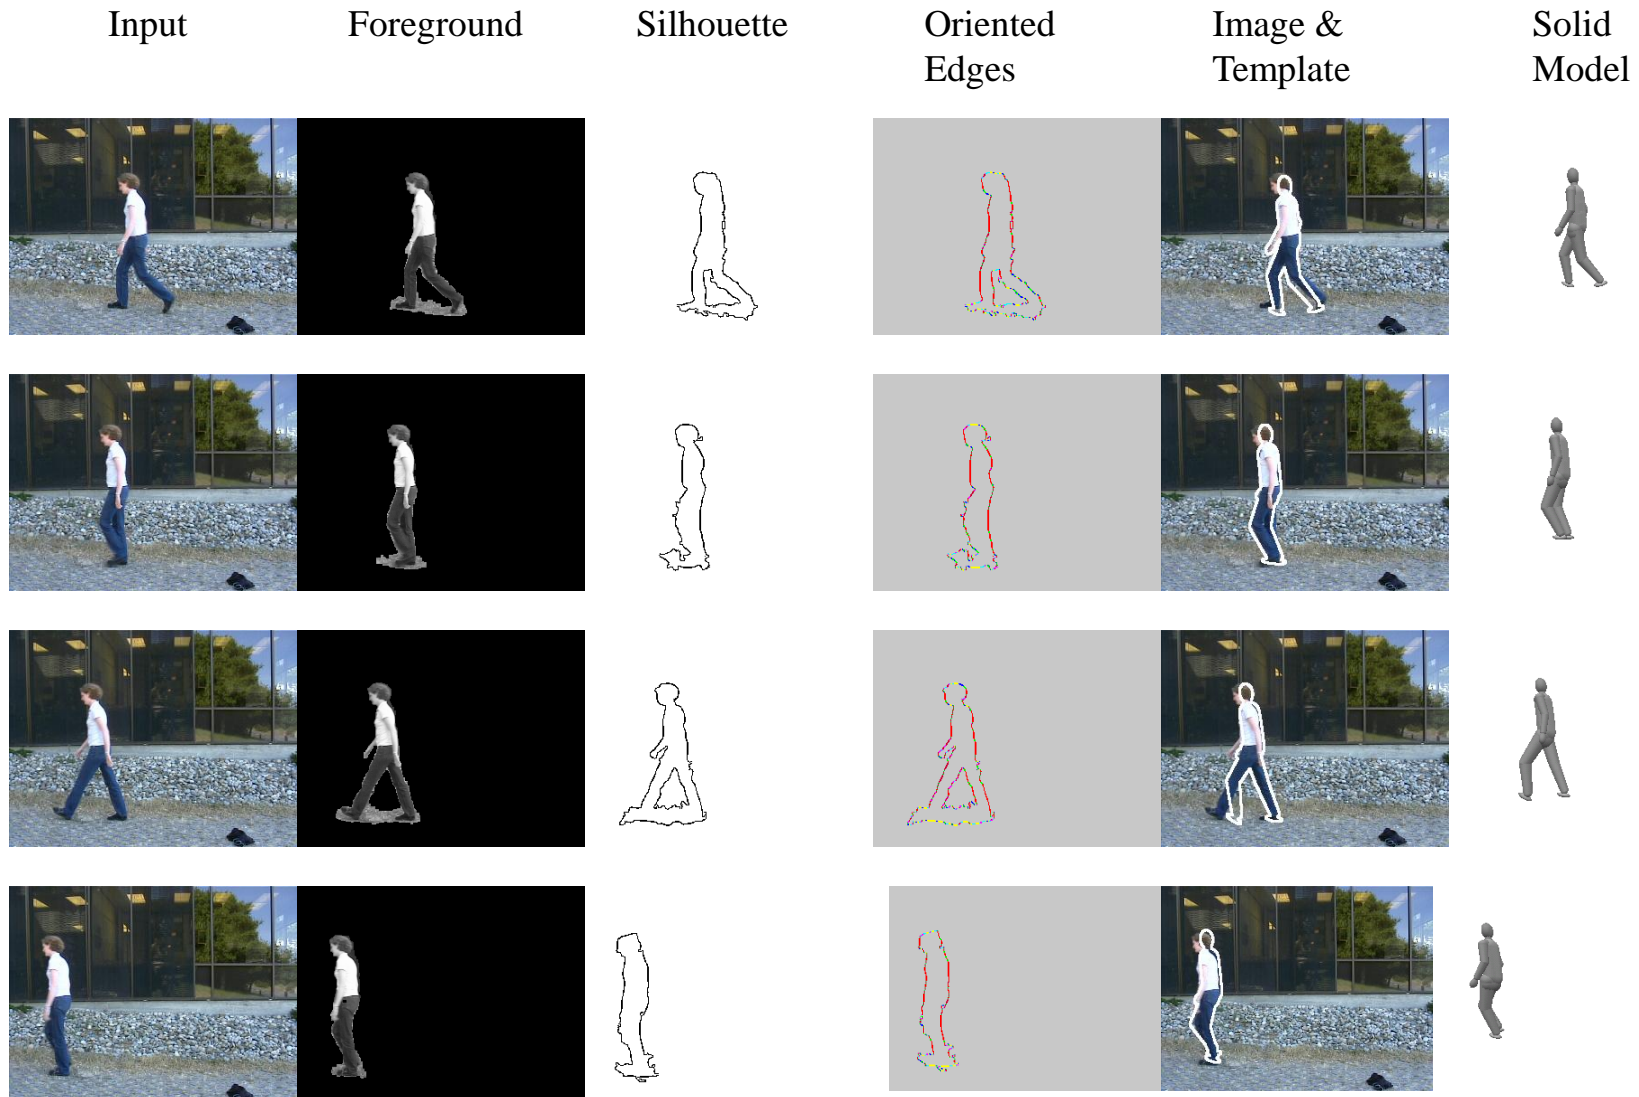 Input
Foreground
Silhouette
Oriented
Edges
Image &
Template
Solid
Model